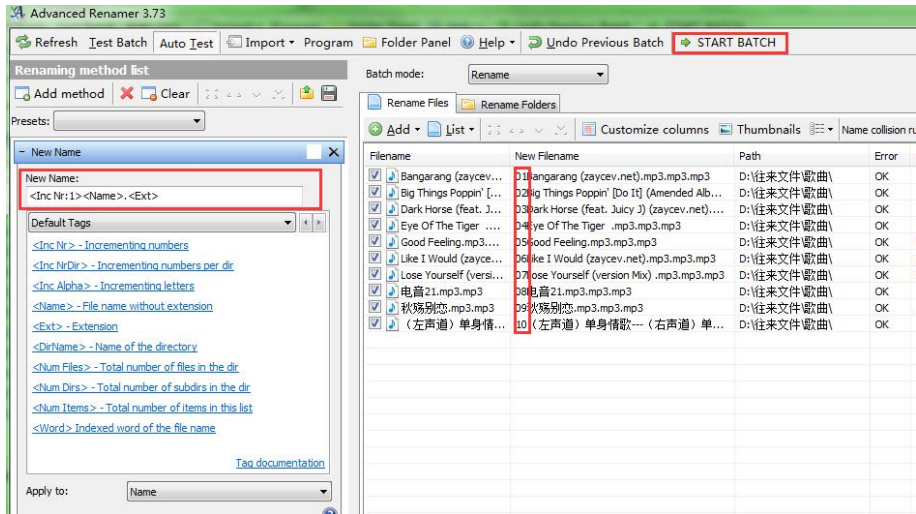 Advanced Renamer 3.73
Refresh Test Batch Auto Test Import Program Folder Panel Help Undo Previous Batch START BATCH
Renaming method list
Add method Clear
Presets:
New Name
New Name:
<Inc Nr:1><Name>.<Ext>
Default Tags
<Inc Nr> - Incrementing numbers
<Inc NrDir> - Incrementing numbers per dir
<Inc Alpha> - Incrementing letters
<Name> - File name without extension
<Ext> - Extension
<DirName> - Name of the directory
<Num Files> - Total number of files in the dir
<Num Dirs> - Total number of subdirs in the dir
<Num Items> - Total number of items in this list
<Word> Indexed word of the file name
Tag documentation
Apply to: Name
Batch mode: Rename
Rename Files Rename Folders
Add List Customize columns Thumbnails Name collision ru
Filename New Filename Path Error
Bangarang (zaycev... 01Bangarang (zaycev.net).mp3.mp3.mp3 D:\往来文件\歌曲\ OK
Big Things Poppin' [... 02Big Things Poppin' [Do It] (Amended Alb... D:\往来文件\歌曲\ OK
Dark Horse (feat. J... 03Dark Horse (feat. Juicy J) (zaycev.net).... D:\往来文件\歌曲\ OK
Eye Of The Tiger .... 04Eye Of The Tiger .mp3.mp3.mp3 D:\往来文件\歌曲\ OK
Good Feeling.mp3.... 05Good Feeling.mp3.mp3.mp3 D:\往来文件\歌曲\ OK
Like I Would (zayce... 06Like I Would (zaycev.net).mp3.mp3.mp3 D:\往来文件\歌曲\ OK
Lose Yourself (versi... 07Lose Yourself (version Mix) .mp3.mp3.mp3 D:\往来文件\歌曲\ OK
电音21.mp3.mp3 08电音21.mp3.mp3.mp3 D:\往来文件\歌曲\ OK
秋殇别恋.mp3.mp3 09秋殇别恋.mp3.mp3.mp3 D:\往来文件\歌曲\ OK
（左声道）单身情... 10（左声道）单身情歌---（右声道）单... D:\往来文件\歌曲\ OK